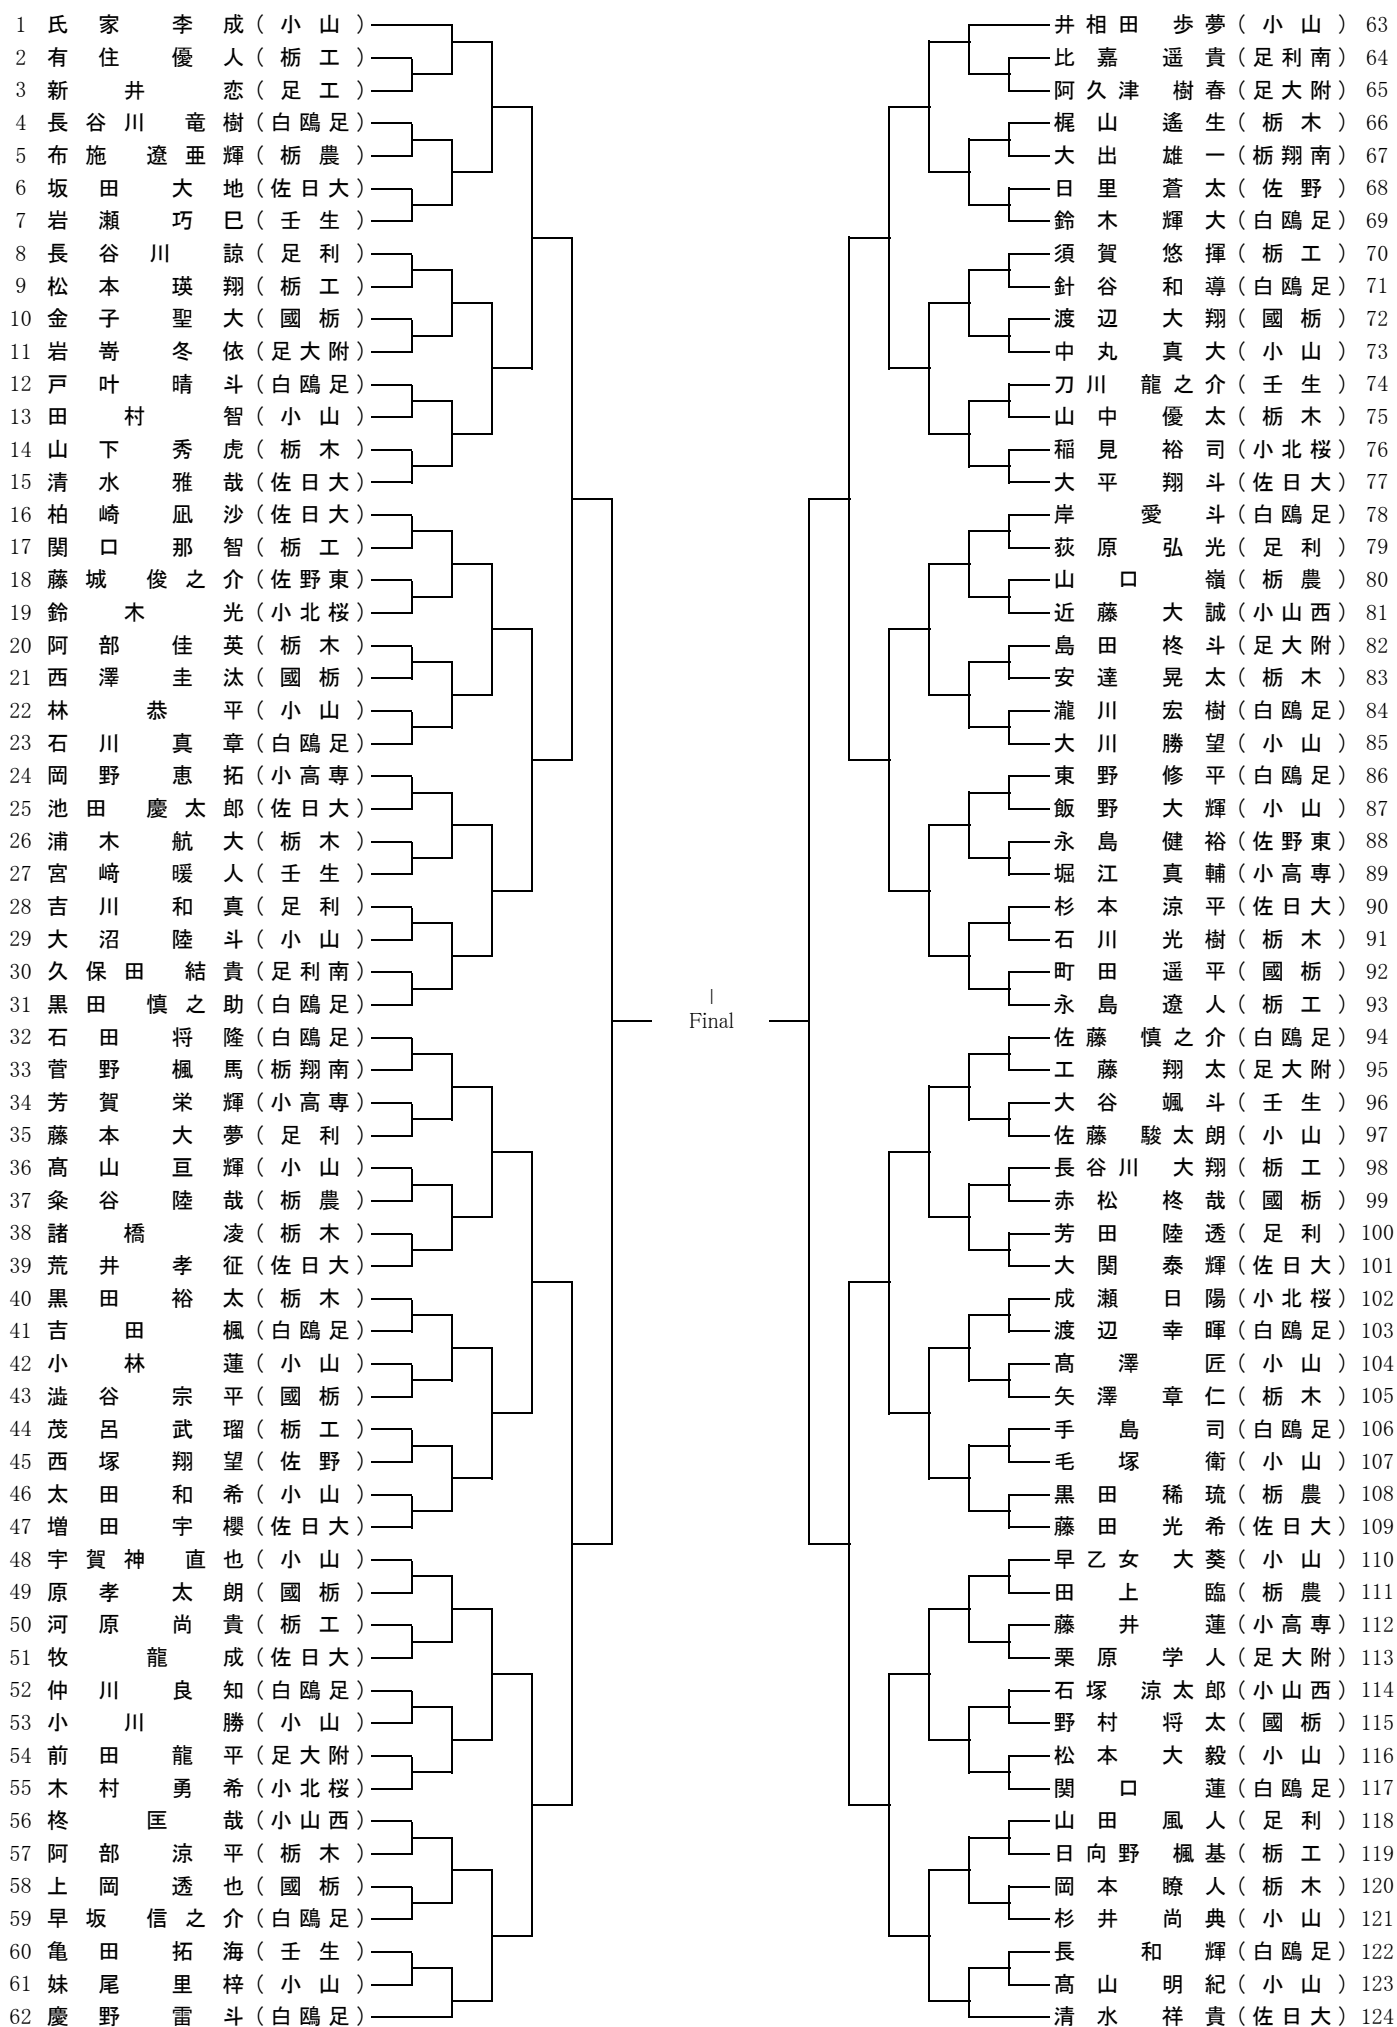 1 氏家 李成 (小山)
2 有住 優人 (栃工)
3 新井 恋 (足工)
4 長谷川 竜樹 (白鴎足)
5 布施 遼亜輝 (栃農)
6 坂田 大地 (佐日大)
7 岩瀬 巧巳 (壬生)
8 長谷川 諒 (足利)
9 松本 瑛翔 (栃工)
10 金子 聖大 (國栃)
11 岩嵜 冬依 (足大附)
12 戸叶 晴斗 (白鴎足)
13 田村 智 (小山)
14 山下 秀虎 (栃木)
15 清水 雅哉 (佐日大)
16 柏崎 凪沙 (佐日大)
17 関口 那智 (栃工)
18 藤城 俊之介 (佐野東)
19 鈴木 光 (小北桜)
20 阿部 佳英 (栃木)
21 西澤 圭汰 (國栃)
22 林 恭平 (小山)
23 石川 真章 (白鴎足)
24 岡野 恵拓 (小高専)
25 池田 慶太郎 (佐日大)
26 浦木 航大 (栃木)
27 宮﨑 暖人 (壬生)
28 吉川 和真 (足利)
29 大沼 陸斗 (小山)
30 久保田 結貴 (足利南)
31 黒田 慎之助 (白鴎足)
32 石田 将隆 (白鴎足)
33 菅野 楓馬 (栃翔南)
34 芳賀 栄輝 (小高専)
35 藤本 大夢 (足利)
36 髙山 亘輝 (小山)
37 粂谷 陸哉 (栃農)
38 諸橋 凌 (栃木)
39 荒井 孝征 (佐日大)
40 黒田 裕太 (栃木)
41 吉田 楓 (白鴎足)
42 小林 蓮 (小山)
43 澁谷 宗平 (國栃)
44 茂呂 武瑠 (栃工)
45 西塚 翔望 (佐野)
46 太田 和希 (小山)
47 増田 宇櫻 (佐日大)
48 宇賀神 直也 (小山)
49 原 孝太朗 (國栃)
50 河原 尚貴 (栃工)
51 牧 龍成 (佐日大)
52 仲川 良知 (白鴎足)
53 小川 勝 (小山)
54 前田 龍平 (足大附)
55 木村 勇希 (小北桜)
56 柊 匡哉 (小山西)
57 阿部 涼平 (栃木)
58 上岡 透也 (國栃)
59 早坂 信之介 (白鴎足)
60 亀田 拓海 (壬生)
61 妹尾 里梓 (小山)
62 慶野 雷斗 (白鴎足)
|
Final
井相田 歩夢 (小山) 63
比嘉 遥貴 (足利南) 64
阿久津 樹春 (足大附) 65
梶山 遙生 (栃木) 66
大出 雄一 (栃翔南) 67
日里 蒼太 (佐野) 68
鈴木 輝大 (白鴎足) 69
須賀 悠揮 (栃工) 70
針谷 和導 (白鴎足) 71
渡辺 大翔 (國栃) 72
中丸 真大 (小山) 73
刀川 龍之介 (壬生) 74
山中 優太 (栃木) 75
稲見 裕司 (小北桜) 76
大平 翔斗 (佐日大) 77
岸 愛斗 (白鴎足) 78
荻原 弘光 (足利) 79
山口 嶺 (栃農) 80
近藤 大誠 (小山西) 81
島田 柊斗 (足大附) 82
安達 晃太 (栃木) 83
瀧川 宏樹 (白鴎足) 84
大川 勝望 (小山) 85
東野 修平 (白鴎足) 86
飯野 大輝 (小山) 87
永島 健裕 (佐野東) 88
堀江 真輔 (小高専) 89
杉本 涼平 (佐日大) 90
石川 光樹 (栃木) 91
町田 遥平 (國栃) 92
永島 遼人 (栃工) 93
佐藤 慎之介 (白鴎足) 94
工藤 翔太 (足大附) 95
大谷 颯斗 (壬生) 96
佐藤 駿太朗 (小山) 97
長谷川 大翔 (栃工) 98
赤松 柊哉 (國栃) 99
芳田 陸透 (足利) 100
大関 泰輝 (佐日大) 101
成瀬 日陽 (小北桜) 102
渡辺 幸暉 (白鴎足) 103
髙澤 匠 (小山) 104
矢澤 章仁 (栃木) 105
手島 司 (白鴎足) 106
毛塚 衛 (小山) 107
黒田 稀琉 (栃農) 108
藤田 光希 (佐日大) 109
早乙女 大葵 (小山) 110
田上 臨 (栃農) 111
藤井 蓮 (小高専) 112
栗原 学人 (足大附) 113
石塚 涼太郎 (小山西) 114
野村 将太 (國栃) 115
松本 大毅 (小山) 116
関口 蓮 (白鴎足) 117
山田 風人 (足利) 118
日向野 楓基 (栃工) 119
岡本 瞭人 (栃木) 120
杉井 尚典 (小山) 121
長 和輝 (白鴎足) 122
髙山 明紀 (小山) 123
清水 祥貴 (佐日大) 124